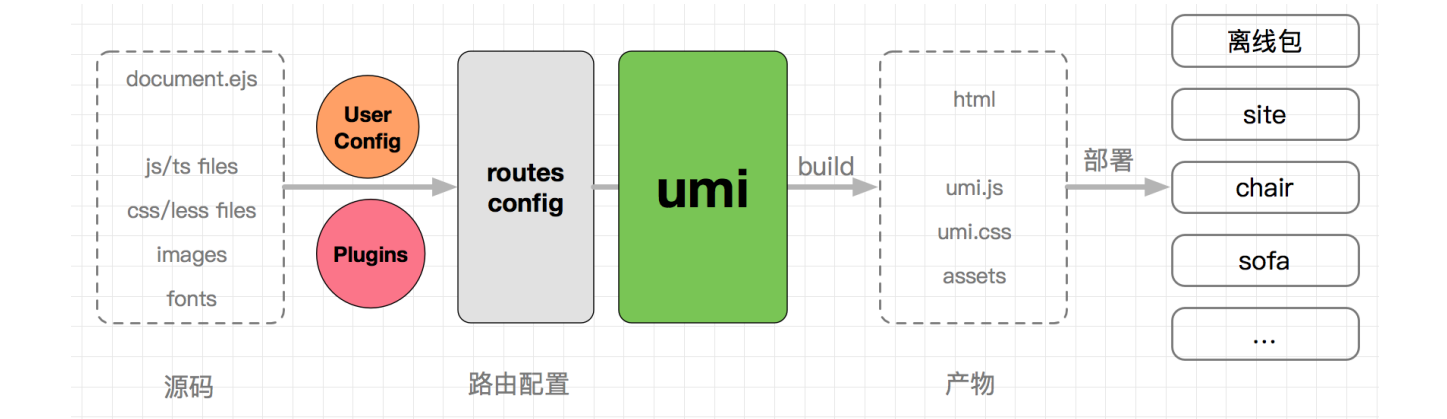 document.ejs
js/ts files
css/less files
images
fonts
源码
User
Config
Plugins
routes
config
路由配置
umi
build
html
umi.js
umi.css
assets
产物
部署
离线包
site
chair
sofa
...